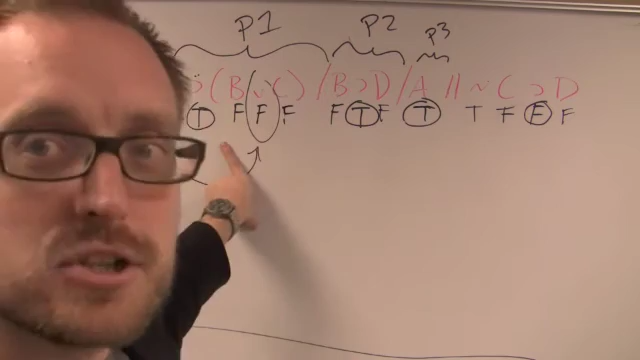 P1 P2 P3
⊃ ( B ∨ C ) / B ⊃ D / A // ~ C ⊃ D
T F F F F T F T T F F F